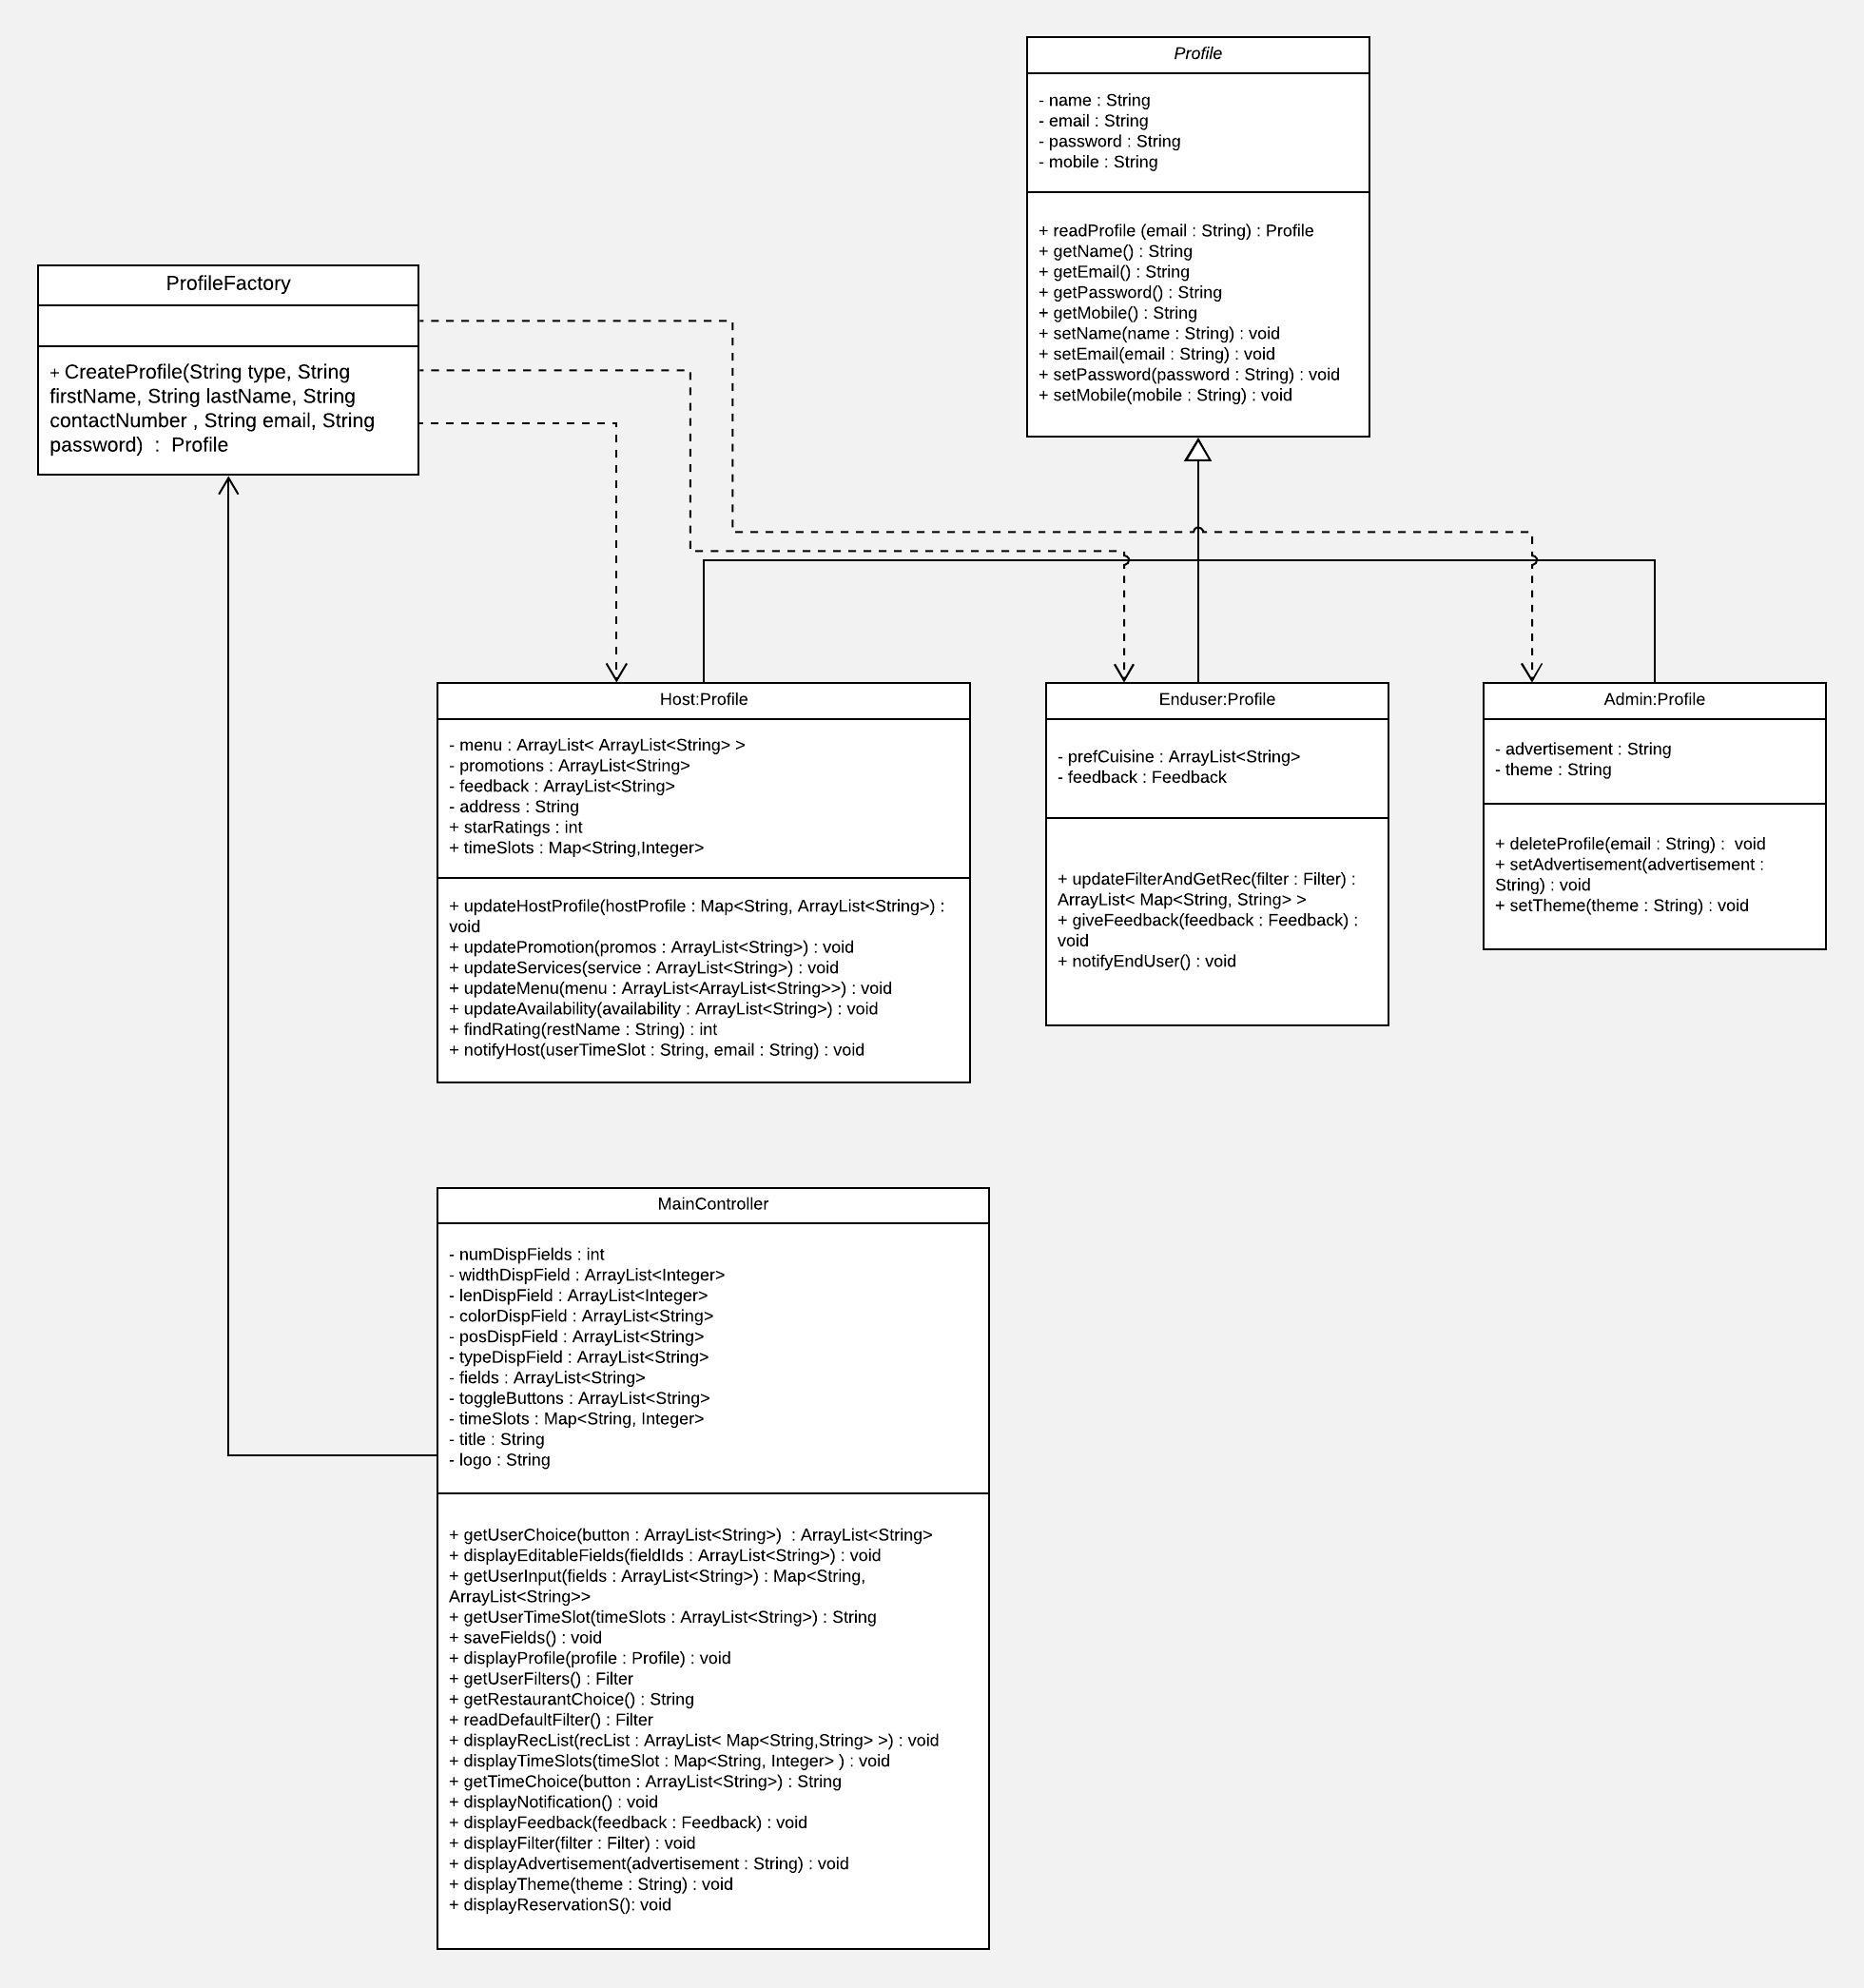 Profile
- name : String
- email : String
- password : String
- mobile : String
+ readProfile (email : String) : Profile
+ getName() : String
+ getEmail() : String
+ getPassword() : String
+ getMobile() : String
+ setName(name : String) : void
+ setEmail(email : String) : void
+ setPassword(password : String) : void
+ setMobile(mobile : String) : void
ProfileFactory
+ CreateProfile(String type, String
firstName, String lastName, String
contactNumber , String email, String
password)  :  Profile
Host:Profile
- menu : ArrayList< ArrayList<String> >
- promotions : ArrayList<String>
- feedback : ArrayList<String>
- address : String
+ starRatings : int
+ timeSlots : Map<String,Integer>
+ updateHostProfile(hostProfile : Map<String, ArrayList<String>) :
void
+ updatePromotion(promos : ArrayList<String>) : void
+ updateServices(service : ArrayList<String>) : void
+ updateMenu(menu : ArrayList<ArrayList<String>>) : void
+ updateAvailability(availability : ArrayList<String>) : void
+ findRating(restName : String) : int
+ notifyHost(userTimeSlot : String, email : String) : void
Enduser:Profile
- prefCuisine : ArrayList<String>
- feedback : Feedback
+ updateFilterAndGetRec(filter : Filter) :
ArrayList< Map<String, String> >
+ giveFeedback(feedback : Feedback) :
void
+ notifyEndUser() : void
Admin:Profile
- advertisement : String
- theme : String
+ deleteProfile(email : String) :  void
+ setAdvertisement(advertisement :
String) : void
+ setTheme(theme : String) : void
MainController
- numDispFields : int
- widthDispField : ArrayList<Integer>
- lenDispField : ArrayList<Integer>
- colorDispField : ArrayList<String>
- posDispField : ArrayList<String>
- typeDispField : ArrayList<String>
- fields : ArrayList<String>
- toggleButtons : ArrayList<String>
- timeSlots : Map<String, Integer>
- title : String
- logo : String
+ getUserChoice(button : ArrayList<String>)  : ArrayList<String>
+ displayEditableFields(fieldIds : ArrayList<String>) : void
+ getUserInput(fields : ArrayList<String>) : Map<String,
ArrayList<String>>
+ getUserTimeSlot(timeSlots : ArrayList<String>) : String
+ saveFields() : void
+ displayProfile(profile : Profile) : void
+ getUserFilters() : Filter
+ getRestaurantChoice() : String
+ readDefaultFilter() : Filter
+ displayRecList(recList : ArrayList< Map<String,String> >) : void
+ displayTimeSlots(timeSlot : Map<String, Integer> ) : void
+ getTimeChoice(button : ArrayList<String>) : String
+ displayNotification() : void
+ displayFeedback(feedback : Feedback) : void
+ displayFilter(filter : Filter) : void
+ displayAdvertisement(advertisement : String) : void
+ displayTheme(theme : String) : void
+ displayReservationS(): void